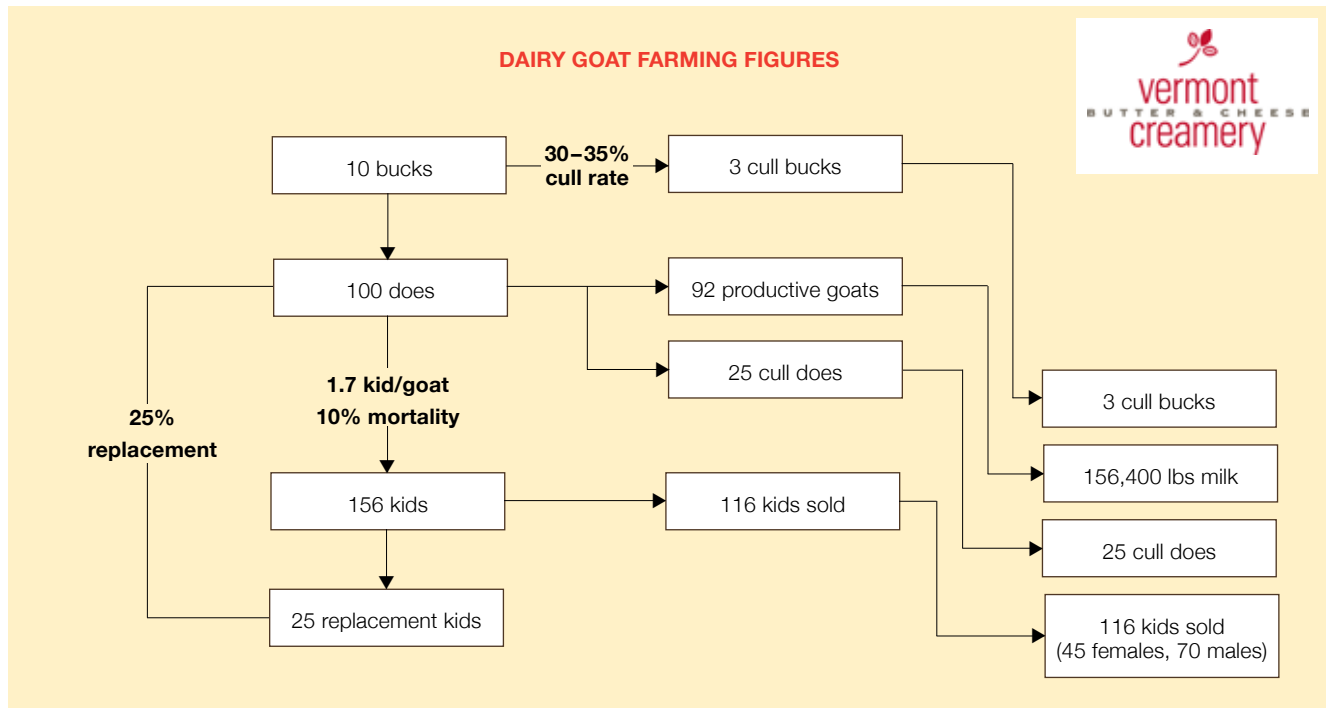 DAIRY GOAT FARMING FIGURES
vermont
BUTTER & CHEESE
creamery
10 bucks
30–35%
cull rate
3 cull bucks
100 does
92 productive goats
25 cull does
1.7 kid/goat
10% mortality
25%
replacement
3 cull bucks
156,400 lbs milk
156 kids
116 kids sold
25 cull does
25 replacement kids
116 kids sold
(45 females, 70 males)